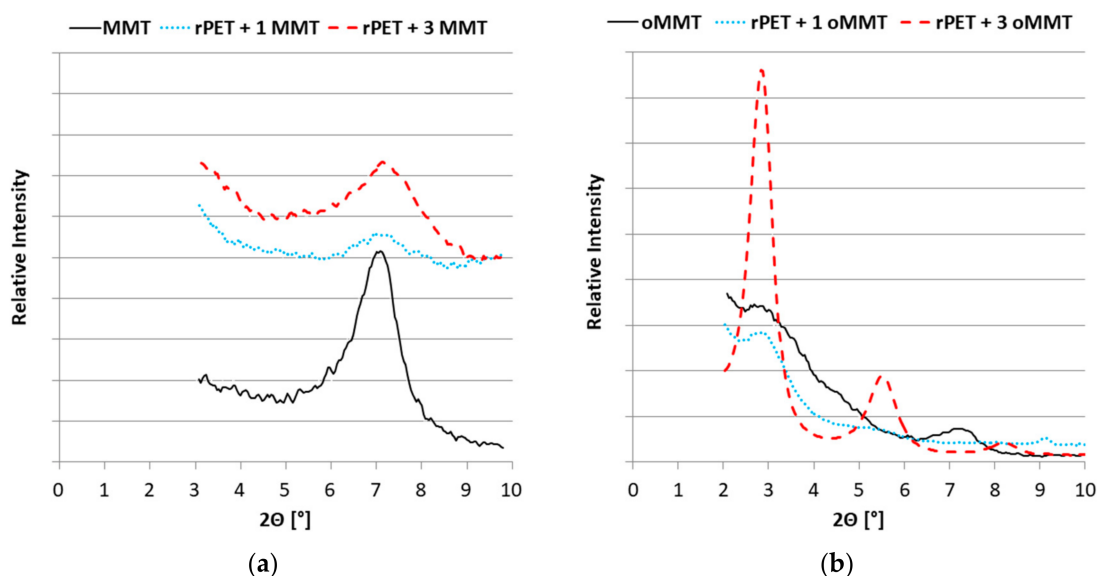 MMT rPET + 1 MMT rPET + 3 MMT
Relative Intensity
0 1 2 3 4 5 6 7 8 9 10
2Θ [°]
(a)
oMMT rPET + 1 oMMT rPET + 3 oMMT
Relative Intensity
0 1 2 3 4 5 6 7 8 9 10
2Θ [°]
(b)